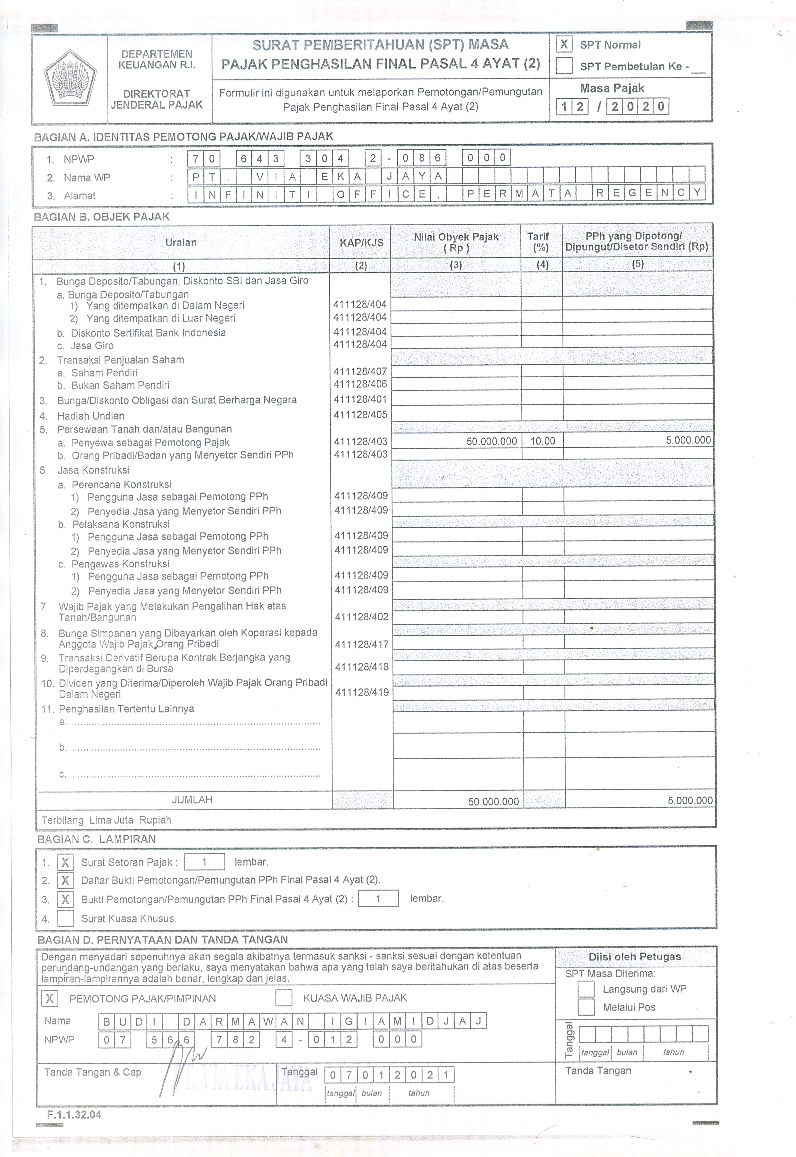 DEPARTEMEN
KEUANGAN R.I.
DIREKTORAT
JENDERAL PAJAK
SURAT PEMBERITAHUAN (SPT) MASA
PAJAK PENGHASILAN FINAL PASAL 4 AYAT (2)
Formulir ini digunakan untuk melaporkan Pemotongan/Pemungutan
Pajak Penghasilan Final Pasal 4 Ayat (2)
X SPT Normal
SPT Pembetulan Ke - __
Masa Pajak
12 / 2020
BAGIAN A. IDENTITAS PEMOTONG PAJAK/WAJIB PAJAK
1. NPWP : 70 643 304 2-086 000
2. Nama WP : PT. VIA EKA JAYA
3. Alamat : INFINITI OFFICE, PERMATA REGENCY
BAGIAN B. OBJEK PAJAK
Uraian KAP/KJS Nilai Obyek Pajak ( Rp ) Tarif (%) PPh yang Dipotong/ Dipungut/Disetor Sendiri (Rp)
(1) (2) (3) (4) (5)
1. Bunga Deposito/Tabungan, Diskonto SBI dan Jasa Giro
a. Bunga Deposito/Tabungan
1) Yang ditempatkan di Dalam Negeri 411128/404
2) Yang ditempatkan di Luar Negeri 411128/404
b. Diskonto Sertifikat Bank Indonesia 411128/404
c. Jasa Giro 411128/404
2. Transaksi Penjualan Saham
a. Saham Pendiri 411128/407
b. Bukan Saham Pendiri 411128/406
3. Bunga/Diskonto Obligasi dan Surat Berharga Negara 411128/401
4. Hadiah Undian 411128/405
5. Persewaan Tanah dan/atau Bangunan
a. Penyewa sebagai Pemotong Pajak 411128/403 50.000.000 10,00 5.000.000
b. Orang Pribadi/Badan yang Menyetor Sendiri PPh 411128/403
6 Jasa Konstruksi
a. Perencana Konstruksi
1) Pengguna Jasa sebagai Pemotong PPh 411128/409
2) Penyedia Jasa yang Menyetor Sendiri PPh 411128/409
b. Pelaksana Konstruksi
1) Pengguna Jasa sebagai Pemotong PPh 411128/409
2) Penyedia Jasa yang Menyetor Sendiri PPh 411128/409
c. Pengawas Konstruksi
1) Pengguna Jasa sebagai Pemotong PPh 411128/409
2) Penyedia Jasa yang Menyetor Sendiri PPh 411128/409
7 Wajib Pajak yang Melakukan Pengalihan Hak atas
Tanah/Bangunan 411128/402
8. Bunga Simpanan yang Dibayarkan oleh Koperasi kepada
Anggota Wajib Pajak Orang Pribadi 411128/417
9. Transaksi Derivatif Berupa Kontrak Berjangka yang
Diperdagangkan di Bursa 411128/418
10. Dividen yang Diterima/Diperoleh Wajib Pajak Orang Pribadi
Dalam Negeri 411128/419
11. Penghasilan Tertentu Lainnya
a. ..........
b. ..........
c. ..........
JUMLAH 50.000.000 5.000.000
Terbilang Lima Juta Rupiah
BAGIAN C. LAMPIRAN
1. X Surat Setoran Pajak : 1 lembar.
2. X Daftar Bukti Pemotongan/Pemungutan PPh Final Pasal 4 Ayat (2).
3. X Bukti Pemotongan/Pemungutan PPh Final Pasal 4 Ayat (2) : 1 lembar.
4. Surat Kuasa Khusus.
BAGIAN D. PERNYATAAN DAN TANDA TANGAN
Dengan menyadari sepenuhnya akan segala akibatnya termasuk sanksi - sanksi sesuai dengan ketentuan
perundang-undangan yang berlaku, saya menyatakan bahwa apa yang telah saya beritahukan di atas beserta
lampiran-lampirannya adalah benar, lengkap dan jelas.
X PEMOTONG PAJAK/PIMPINAN KUASA WAJIB PAJAK
Nama BUDI DARMAWAN IGIAMIDJAJ
NPWP 07 566 782 4-012 000
Tanda Tangan & Cap VIA EKA JAYA Tanggal 07012021
tanggal bulan tahun
Diisi oleh Petugas
SPT Masa Diterima:
Langsung dari WP
Melalui Pos
Tanggal
tanggal bulan tahun
Tanda Tangan
F.1.1.32.04